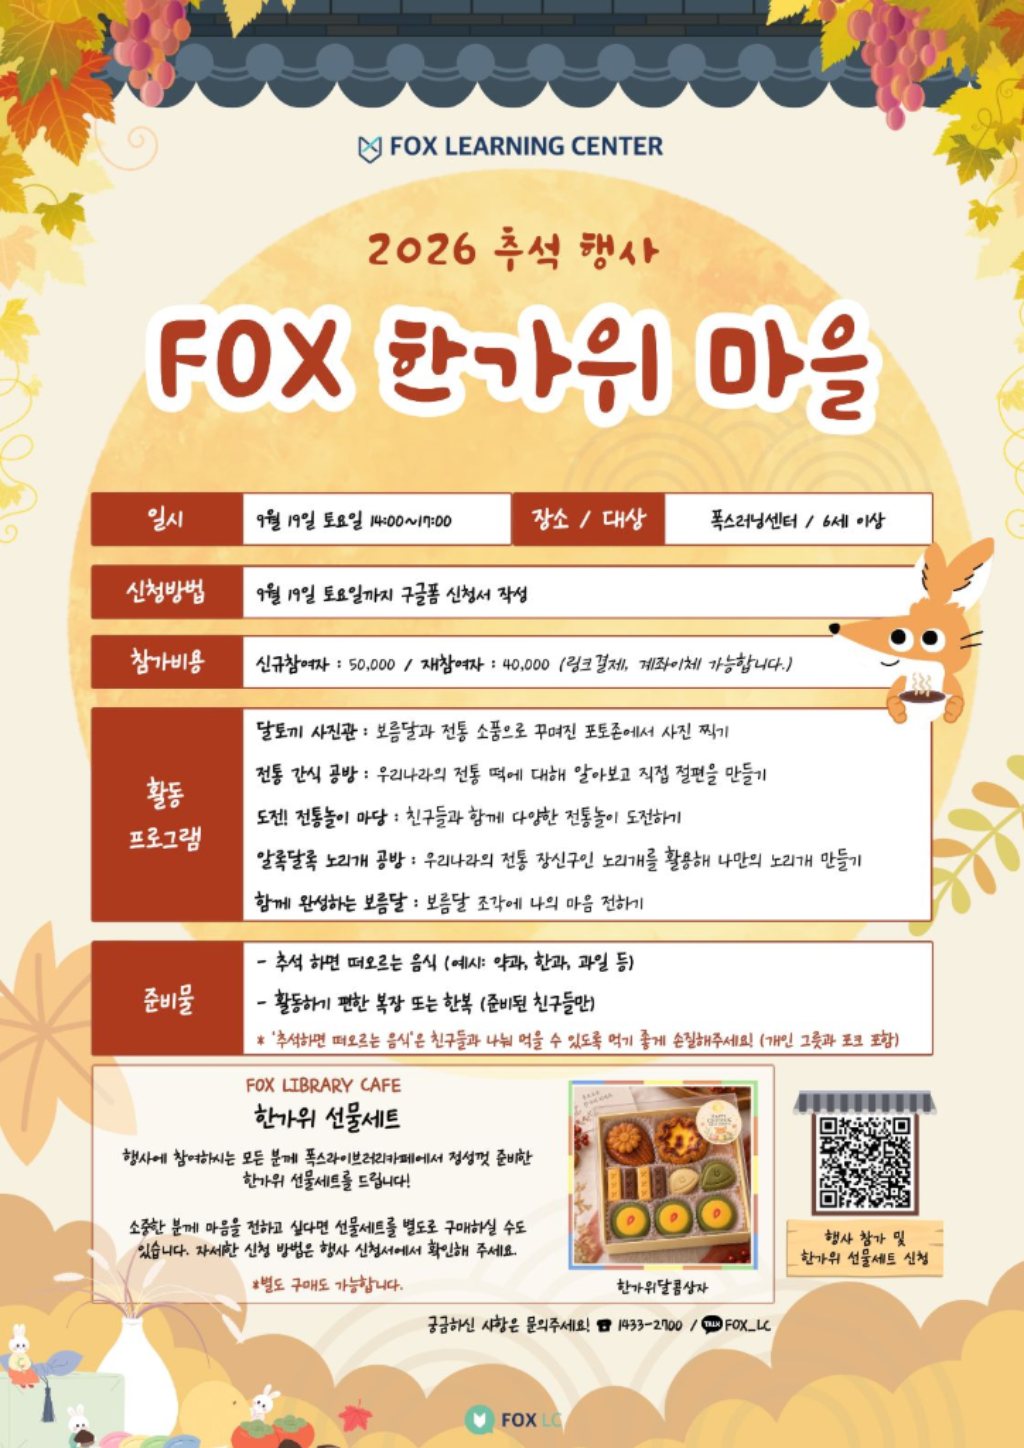 FOX LEARNING CENTER
2026 추석 행사
FOX 한가위 마을
일시
9월 19일 토요일 14:00~17:00
장소 / 대상
폭스러닝센터 / 6세 이상
신청방법
9월 19일 토요일까지 구글폼 신청서 작성
참가비용
신규참여자 : 50,000 / 재참여자 : 40,000 (링크결제, 계좌이체 가능합니다.)
활동
프로그램
달토끼 사진관 : 보름달과 전통 소품으로 꾸며진 포토존에서 사진 찍기
전통 간식 공방 : 우리나라의 전통 떡에 대해 알아보고 직접 절편을 만들기
도전! 전통놀이 마당 : 친구들과 함께 다양한 전통놀이 도전하기
알록달록 노리개 공방 : 우리나라의 전통 장신구인 노리개를 활용해 나만의 노리개 만들기
함께 완성하는 보름달 : 보름달 조각에 나의 마음 전하기
준비물
- 추석 하면 떠오르는 음식 (예시: 약과, 한과, 과일 등)
- 활동하기 편한 복장 또는 한복 (준비된 친구들만)
* '추석하면 떠오르는 음식'은 친구들과 나눠 먹을 수 있도록 먹기 좋게 손질해주세요! (개인 그릇과 포크 포함)
FOX LIBRARY CAFE
한가위 선물세트
행사에 참여하시는 모든 분께 폭스라이브러리카페에서 정성껏 준비한
한가위 선물세트를 드립니다!
소중한 분께 마음을 전하고 싶다면 선물세트를 별도로 구매하실 수도
있습니다. 자세한 신청 방법은 행사 신청서에서 확인해 주세요.
*별도 구매도 가능합니다.
한가위달콤상자
행사 참가 및
한가위 선물세트 신청
궁금하신 사항은 문의주세요! ☎ 1433-2700 / TALK FOX_LC
FOX LC